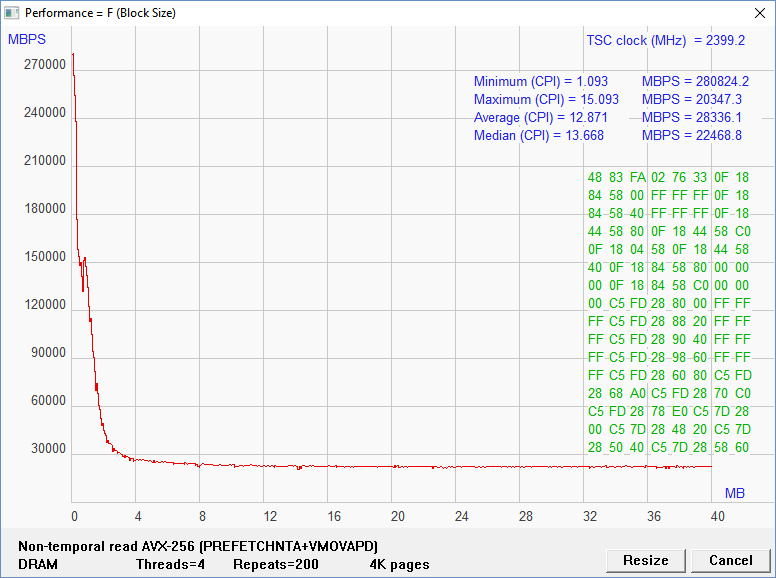 Performance = F (Block Size)
MBPS
TSC clock (MHz) = 2399.2
270000
Minimum (CPI) = 1.093 MBPS = 280824.2
Maximum (CPI) = 15.093 MBPS = 20347.3
240000
Average (CPI) = 12.871 MBPS = 28336.1
Median (CPI) = 13.668 MBPS = 22468.8
210000
48 83 FA 02 76 33 0F 18
84 58 00 FF FF FF 0F 18
180000
84 58 40 FF FF FF 0F 18
44 58 80 0F 18 44 58 C0
0F 18 04 58 0F 18 44 58
150000
40 0F 18 84 58 80 00 00
00 0F 18 84 58 C0 00 00
120000
00 C5 FD 28 80 00 FF FF
FF C5 FD 28 88 20 FF FF
FF C5 FD 28 90 40 FF FF
90000
FF C5 FD 28 98 60 FF FF
FF C5 FD 28 60 80 C5 FD
28 68 A0 C5 FD 28 70 C0
60000
C5 FD 28 78 E0 C5 7D 28
00 C5 7D 28 48 20 C5 7D
30000
28 50 40 C5 7D 28 58 60
MB
0 4 8 12 16 20 24 28 32 36 40
Non-temporal read AVX-256 (PREFETCHNTA+VMOVAPD)
DRAM Threads=4 Repeats=200 4K pages
Resize Cancel